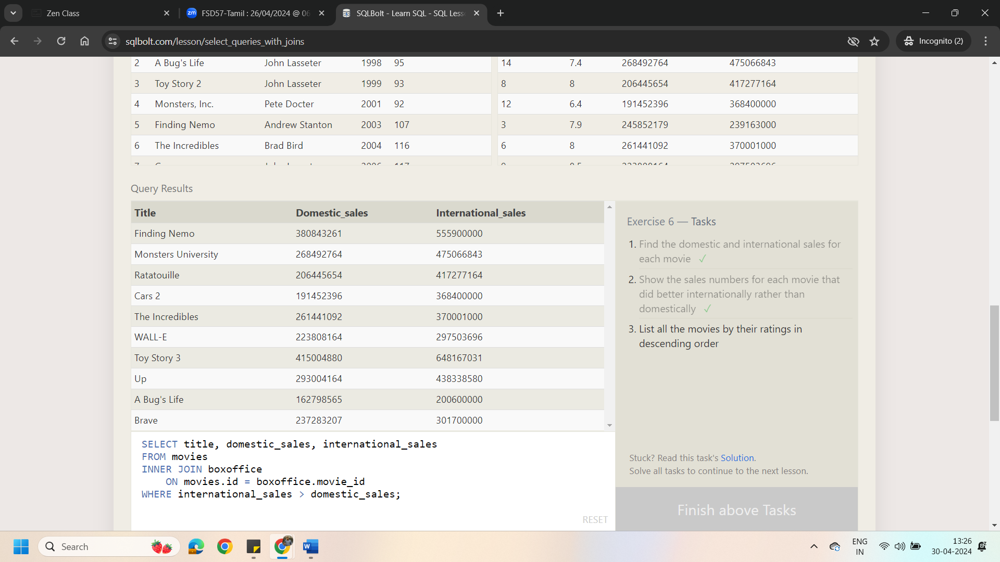 Zen Class
zm FSD57-Tamil : 26/04/2024 @ 06
SQLBolt - Learn SQL - SQL Less
sqlbolt.com/lesson/select_queries_with_joins
Incognito (2)
2 A Bug's Life John Lasseter 1998 95 14 7.4 268492764 475066843
3 Toy Story 2 John Lasseter 1999 93 8 8 206445654 417277164
4 Monsters, Inc. Pete Docter 2001 92 12 6.4 191452396 368400000
5 Finding Nemo Andrew Stanton 2003 107 3 7.9 245852179 239163000
6 The Incredibles Brad Bird 2004 116 6 8 261441092 370001000
Query Results
Title Domestic_sales International_sales
Finding Nemo 380843261 555900000
Monsters University 268492764 475066843
Ratatouille 206445654 417277164
Cars 2 191452396 368400000
The Incredibles 261441092 370001000
WALL-E 223808164 297503696
Toy Story 3 415004880 648167031
Up 293004164 438338580
A Bug's Life 162798565 200600000
Brave 237283207 301700000
SELECT title, domestic_sales, international_sales
FROM movies
INNER JOIN boxoffice
ON movies.id = boxoffice.movie_id
WHERE international_sales > domestic_sales;
RESET
Exercise 6 — Tasks
1. Find the domestic and international sales for
each movie ✓
2. Show the sales numbers for each movie that
did better internationally rather than
domestically ✓
3. List all the movies by their ratings in
descending order
Stuck? Read this task's Solution.
Solve all tasks to continue to the next lesson.
Finish above Tasks
Search
ENG
IN
13:26
30-04-2024